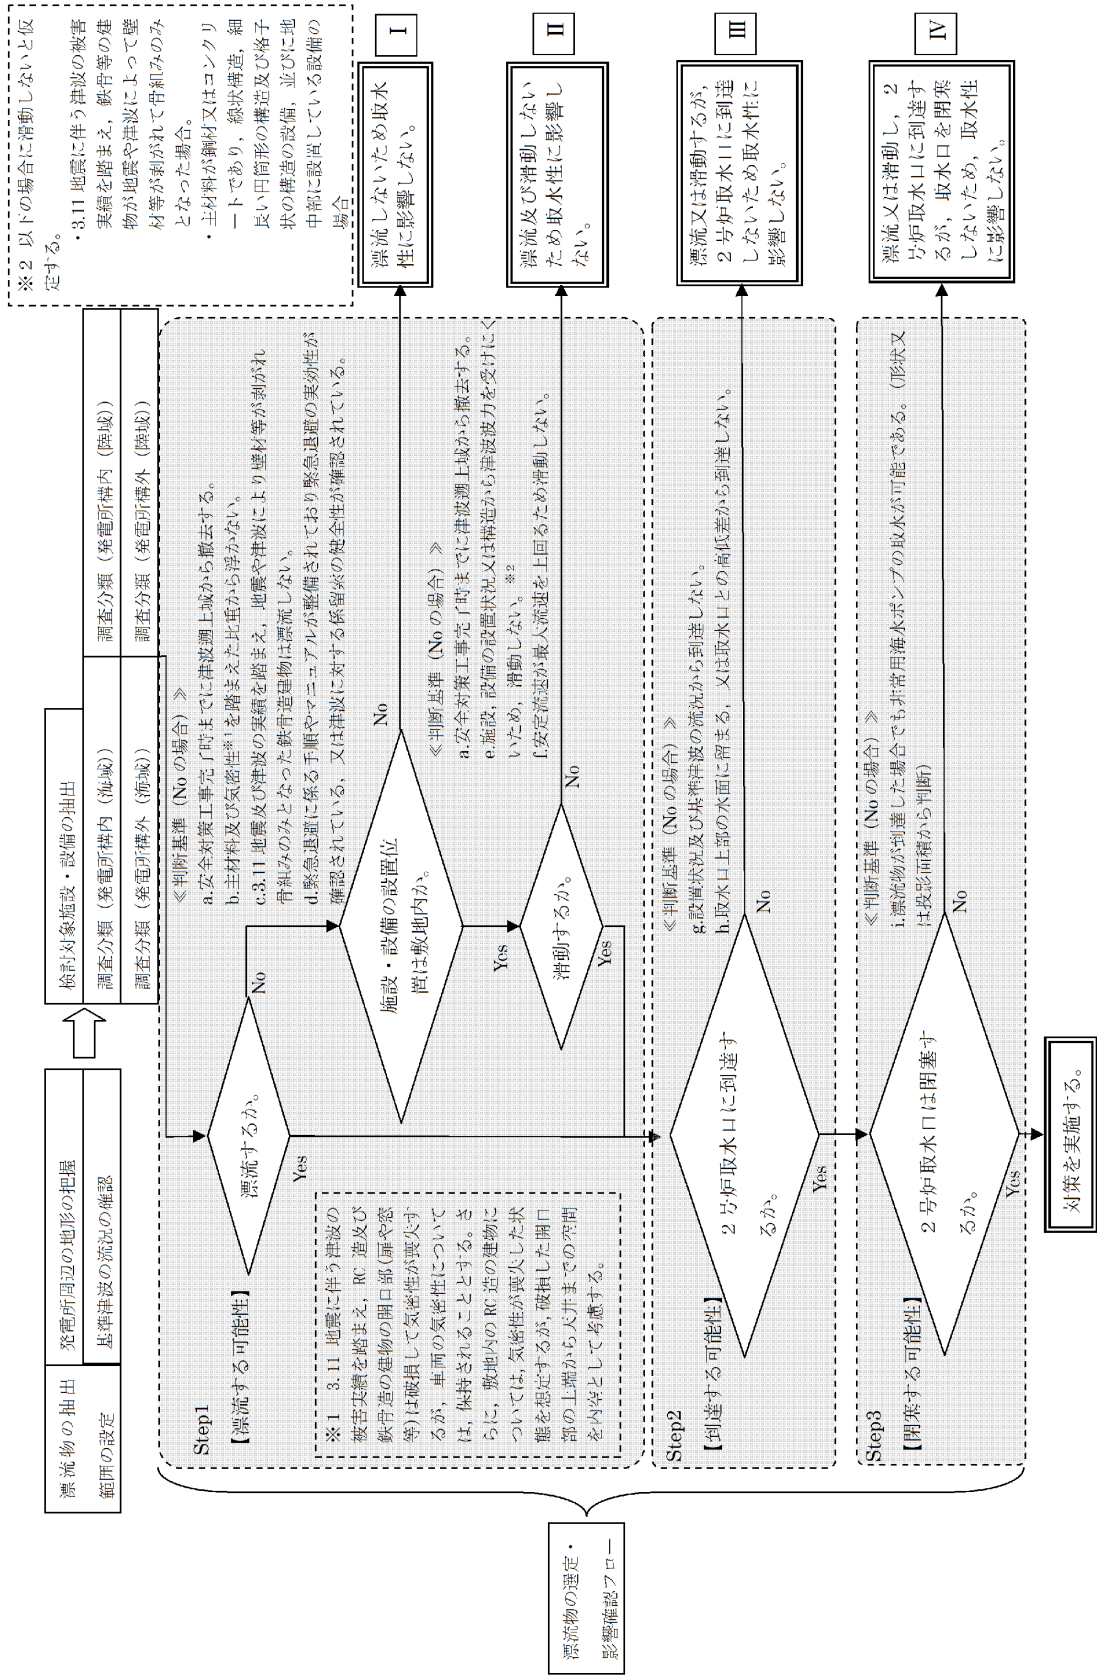 漂流物の抽出
範囲の設定
発電所周辺の地形の把握
基準津波の流況の確認
検討対象施設・設備の抽出
調査分類（発電所構内（海域））
調査分類（発電所構内（陸域））
調査分類（発電所構外（海域））
調査分類（発電所構外（陸域））
※2 以下の場合に滑動しないと仮
定する。
・3.11 地震に伴う津波の被害
実績を踏まえ，鉄骨等の建
物が地震や津波によって壁
材等が剥がれて骨組みのみ
となった場合。
・主材料が鋼材又はコンクリ
ートであり，線状構造，細
長い円筒形の構造及び格子
状の構造の設備，並びに地
中部に設置している設備の
場合
漂流物の選定・
影響確認フロー
Step1
【漂流する可能性】
漂流するか。
No
Yes
≪判断基準（No の場合）≫
a.安全対策工事完了時までに津波遡上域から撤去する。
b.主材料及び気密性※1を踏まえた比重から浮かない。
c.3.11 地震及び津波の実績を踏まえ，地震や津波により壁材等が剥がれ
骨組みのみとなった鉄骨造建物は漂流しない。
d.緊急退避に係る手順やマニュアルが整備されており緊急退避の実効性が
確認されている，又は津波に対する係留索の健全性が確認されている。
※1 3.11 地震に伴う津波の
被害実績を踏まえ，RC 造及び
鉄骨造の建物の開口部（扉や窓
等）は破損して気密性が喪失す
るが，車両の気密性について
は，保持されることとする。さ
らに，敷地内の RC 造の建物に
ついては，気密性が喪失した状
態を想定するが，破損した開口
部の上端から天井までの空間
を内空として考慮する。
施設・設備の設置位
置は敷地内か。
No
Yes
漂流しないため取水
性に影響しない。
Ⅰ
≪判断基準（No の場合）≫
a.安全対策工事完了時までに津波遡上域から撤去する。
e.施設，設備の設置状況又は構造から津波波力を受けにく
いため，滑動しない。※2
f.安定流速が最大流速を上回るため滑動しない。
滑動するか。
No
Yes
漂流及び滑動しない
ため取水性に影響し
ない。
Ⅱ
Step2
【到達する可能性】
2 号炉取水口に到達す
るか。
No
Yes
≪判断基準（No の場合）≫
g.設置状況及び基準津波の流況から到達しない。
h.取水口上部の水面に留まる，又は取水口との高低差から到達しない。
漂流又は滑動するが，
2 号炉取水口に到達
しないため取水性に
影響しない。
Ⅲ
Step3
【閉塞する可能性】
2 号炉取水口は閉塞す
るか。
No
Yes
≪判断基準（No の場合）≫
i.漂流物が到達した場合でも非常用海水ポンプの取水が可能である。（形状又
は投影面積から判断）
漂流又は滑動し，2
号炉取水口に到達す
るが，取水口を閉塞
しないため，取水性
に影響しない。
Ⅳ
対策を実施する。